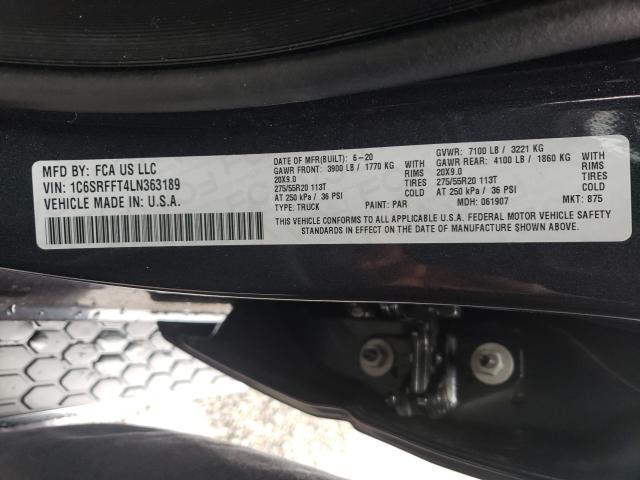 MFD BY: FCA US LLC
VIN: 1C6SRFFT4LN363189
VEHICLE MADE IN: U.S.A.
DATE OF MFR(BUILT): 6-20
GAWR FRONT: 3900 LB / 1770 KG WITH
20X9.0 RIMS
275/55R20 113T TIRES
AT 250 kPa / 36 PSI
TYPE: TRUCK PAINT: PAR
GVWR: 7100 LB / 3221 KG
GAWR REAR: 4100 LB / 1860 KG WITH
20X9.0 RIMS
275/55R20 113T TIRES
AT 250 kPa / 36 PSI
MDH: 061907 MKT: 875
THIS VEHICLE CONFORMS TO ALL APPLICABLE U.S.A. FEDERAL MOTOR VEHICLE SAFETY
STANDARDS IN EFFECT ON THE DATE OF MANUFACTURE SHOWN ABOVE.